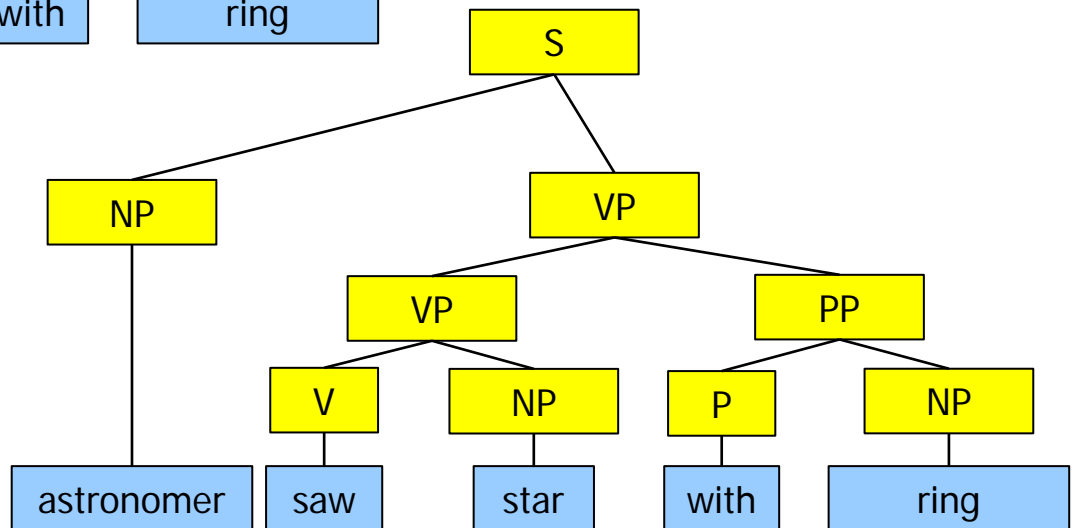 with ring
S
NP VP
VP PP
V NP P NP
astronomer saw star with ring